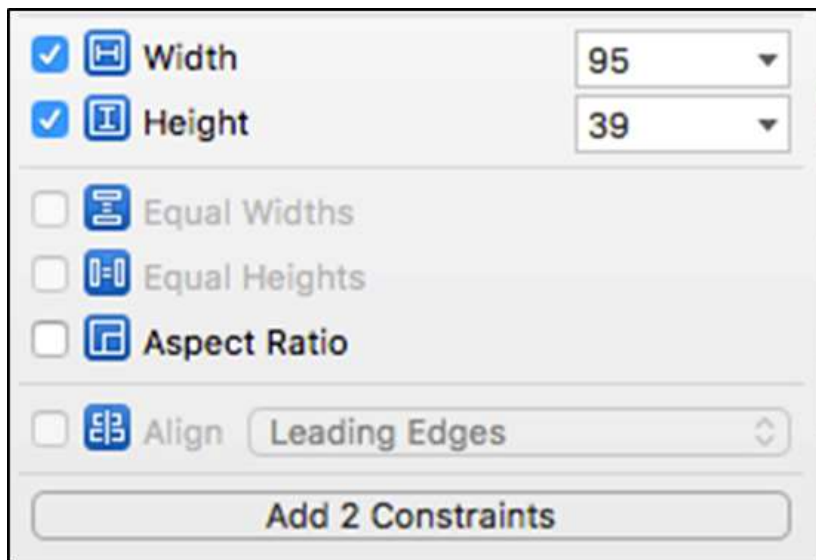 Width 95
Height 39
Equal Widths
Equal Heights
Aspect Ratio
Align Leading Edges
Add 2 Constraints